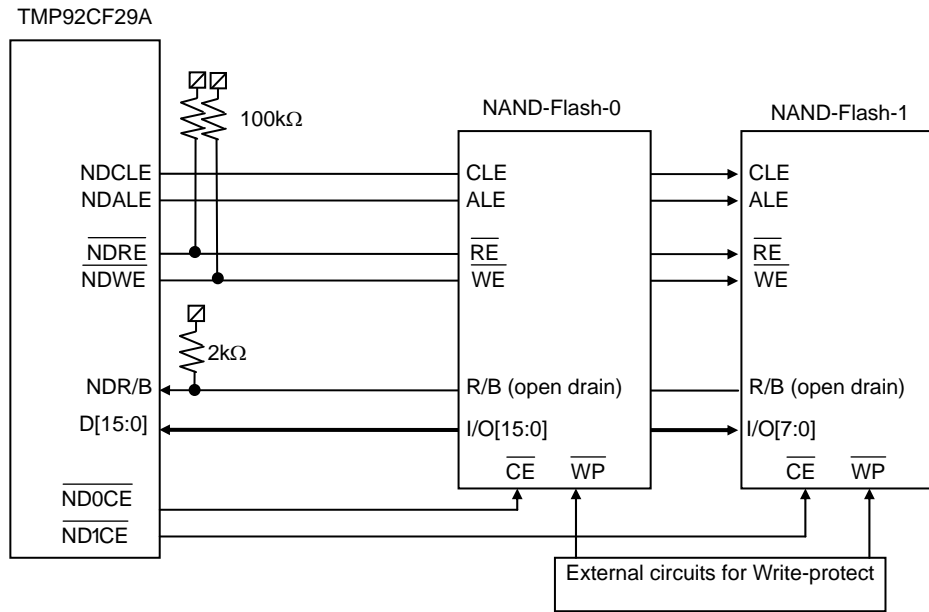 TMP92CF29A
100kΩ
NAND-Flash-0
NAND-Flash-1
NDCLE
CLE
CLE
NDALE
ALE
ALE
NDRE
RE
RE
NDWE
WE
WE
2kΩ
NDR/B
R/B (open drain)
R/B (open drain)
D[15:0]
I/O[15:0]
I/O[7:0]
CE
WP
CE
WP
ND0CE
ND1CE
External circuits for Write-protect